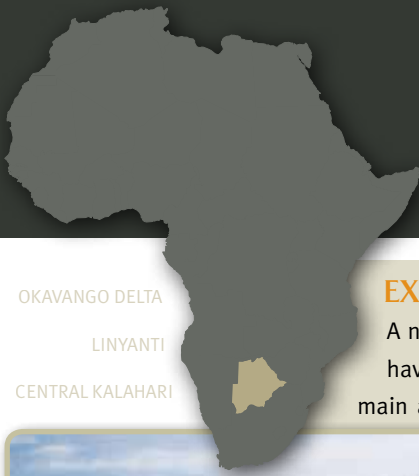 OKAVANGO DELTA
LINYANTI
CENTRAL KALAHARI
EX
A n
hav
main a